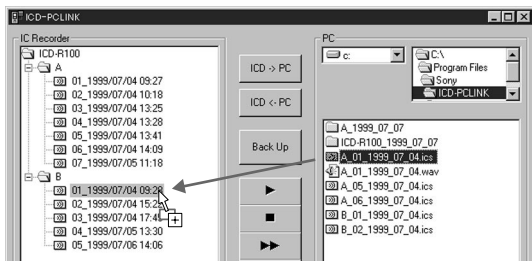 ICD-PCLINK
IC Recorder
ICD-R100
A
01_1999/07/04 09:27
02_1999/07/04 10:18
03_1999/07/04 13:25
04_1999/07/04 13:28
05_1999/07/04 13:41
06_1999/07/04 14:09
07_1999/07/05 11:18
B
01_1999/07/04 09:28
02_1999/07/04 15:2
03_1999/07/04 17:4
04_1999/07/05 13:30
05_1999/07/06 14:06
ICD -> PC
ICD <- PC
Back Up
PC
c:
C:\
Program Files
Sony
ICD-PCLINK
A_1999_07_07
ICD-R100_1999_07_07
A_01_1999_07_04.ics
A_01_1999_07_04.wav
A_05_1999_07_04.ics
A_06_1999_07_04.ics
B_01_1999_07_04.ics
B_02_1999_07_04.ics